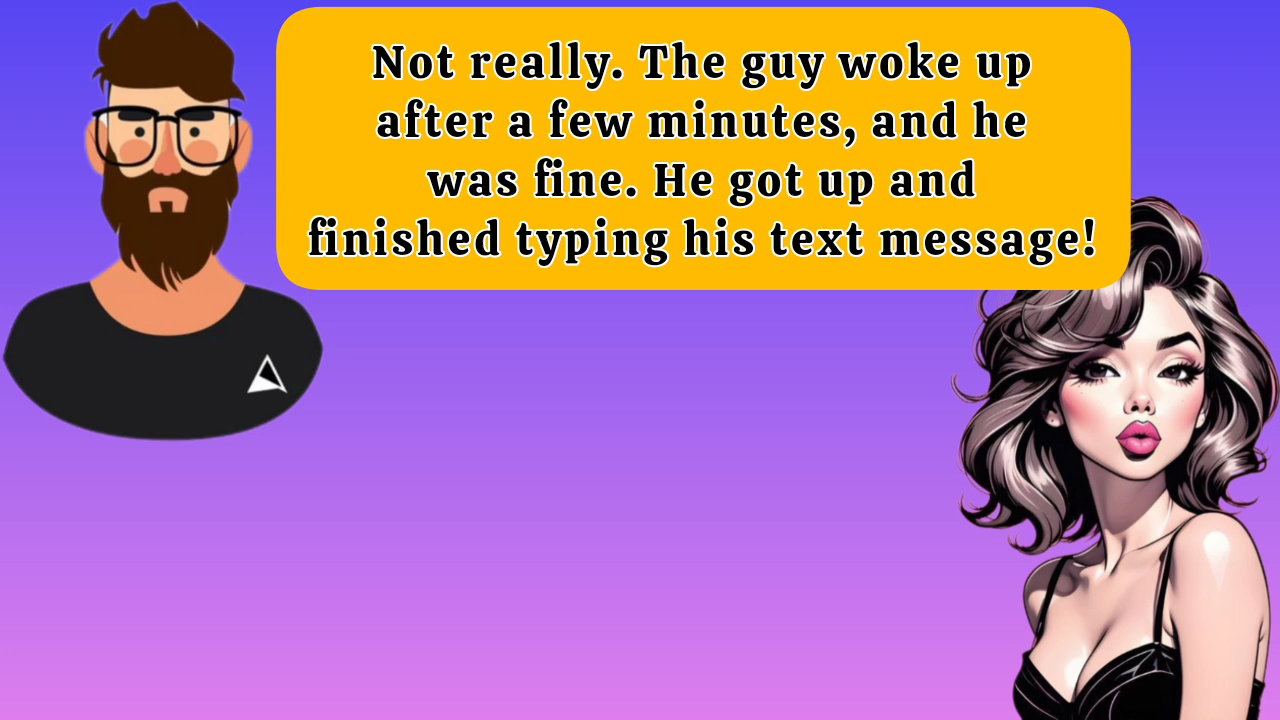 Not really. The guy woke up
after a few minutes, and he
was fine. He got up and
finished typing his text message!